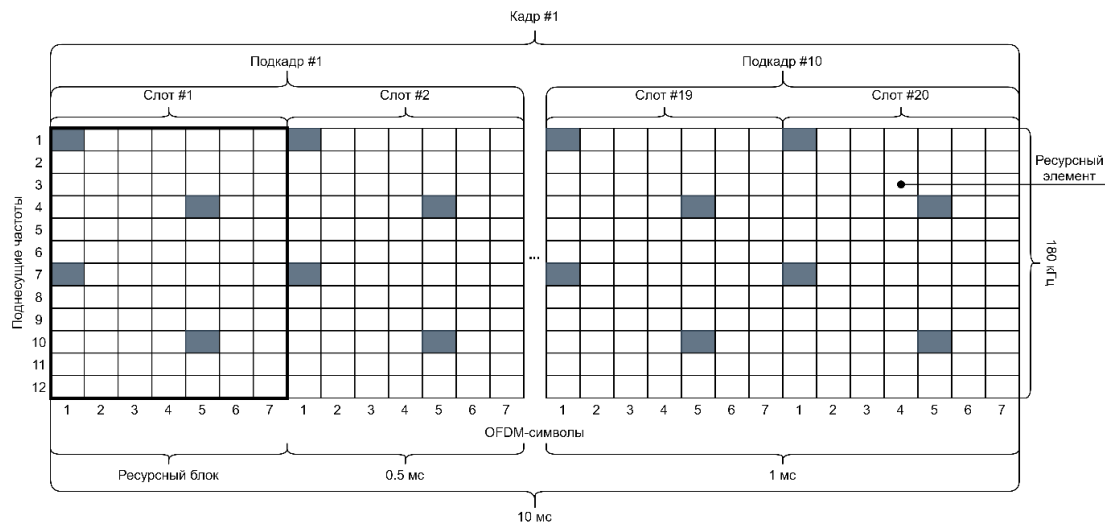 Кадр #1
Подкадр #1 Подкадр #10
Слот #1 Слот #2 Слот #19 Слот #20
Поднесущие частоты
1
2
3
4
5
6
7
8
9
10
11
12
...
Ресурсный
элемент
180 кГц
1 2 3 4 5 6 7 1 2 3 4 5 6 7 1 2 3 4 5 6 7 1 2 3 4 5 6 7
OFDM-символы
Ресурсный блок 0.5 мс 1 мс
10 мс